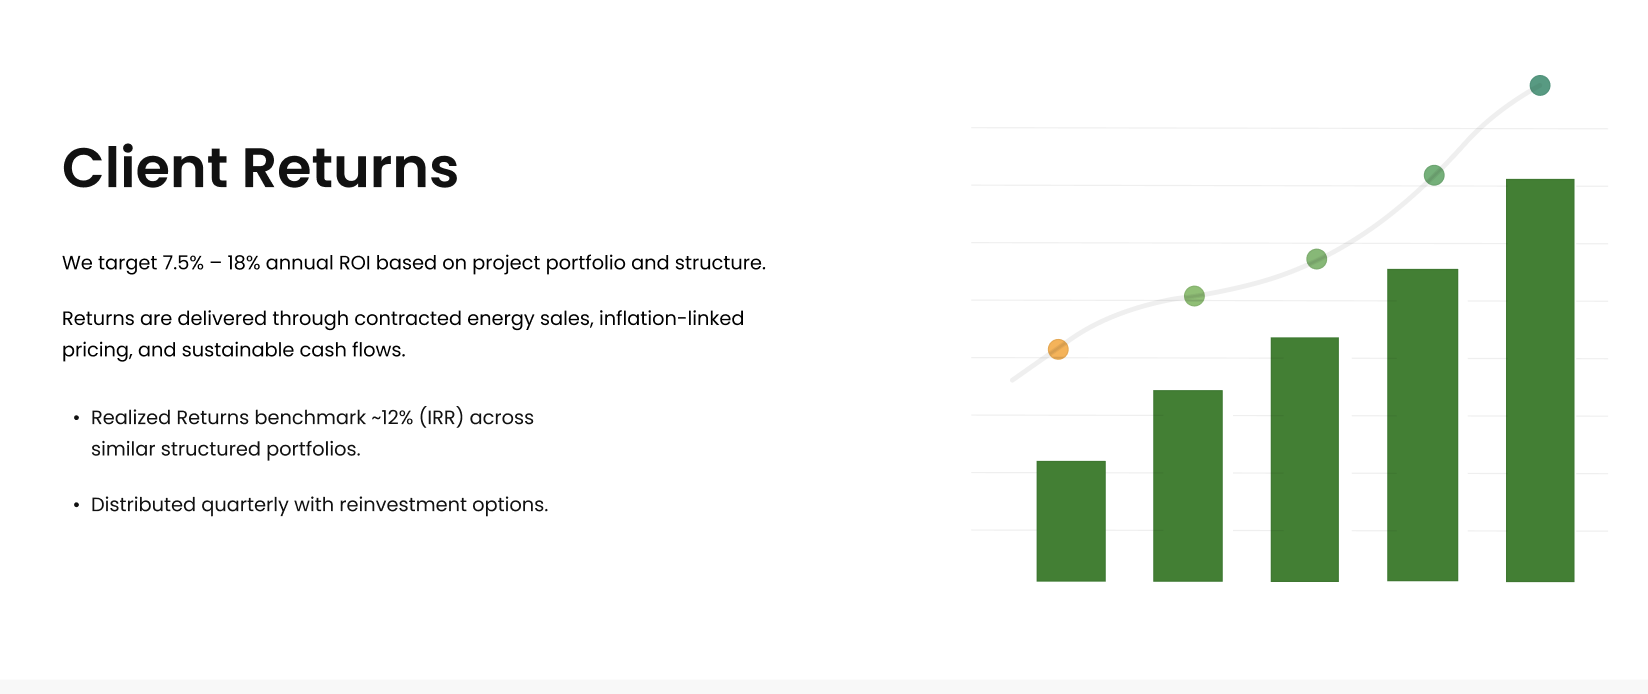 Client Returns
We target 7.5% – 18% annual ROI based on project portfolio and structure.
Returns are delivered through contracted energy sales, inflation-linked
pricing, and sustainable cash flows.
• Realized Returns benchmark ~12% (IRR) across
similar structured portfolios.
• Distributed quarterly with reinvestment options.